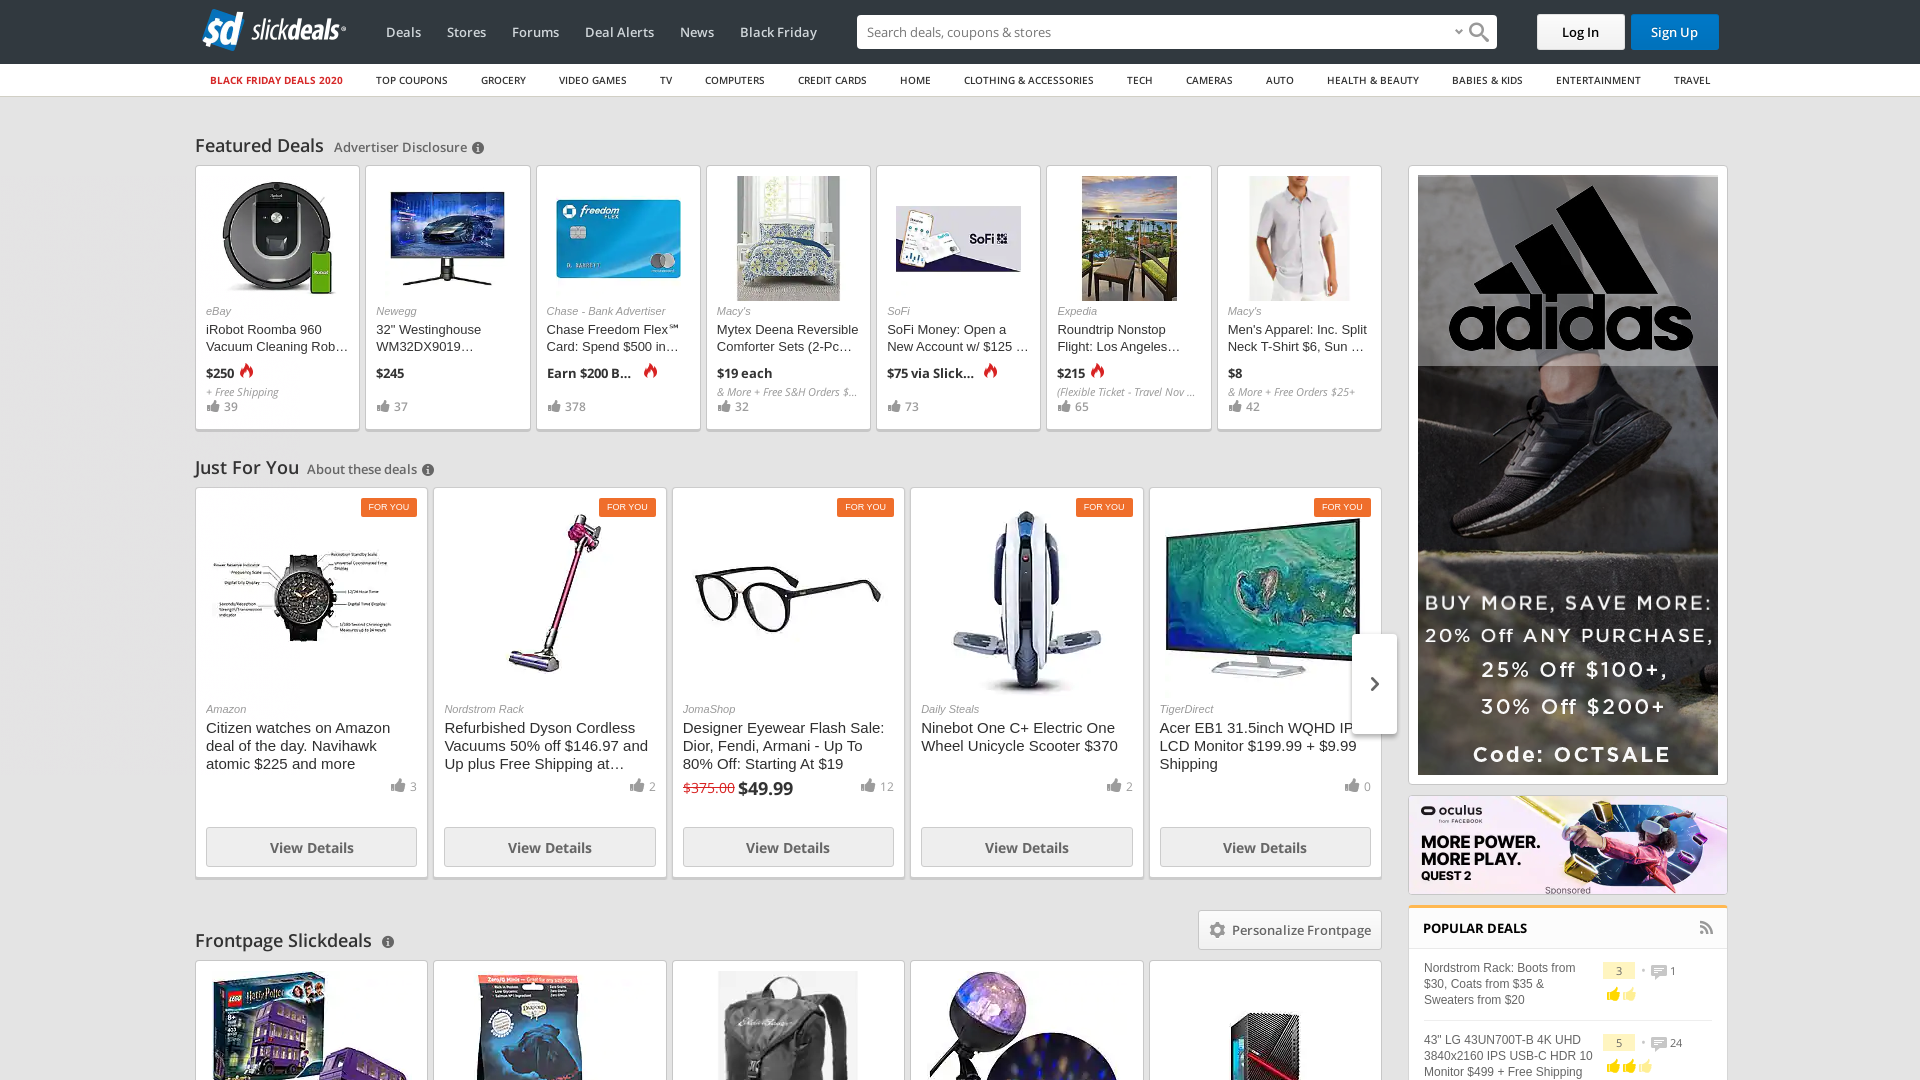 sd slickdeals
Deals
Stores
Forums
Deal Alerts
News
Black Friday
Search deals, coupons & stores
Log In
Sign Up
BLACK FRIDAY DEALS 2020
TOP COUPONS
GROCERY
VIDEO GAMES
TV
COMPUTERS
CREDIT CARDS
HOME
CLOTHING & ACCESSORIES
TECH
CAMERAS
AUTO
HEALTH & BEAUTY
BABIES & KIDS
ENTERTAINMENT
TRAVEL
Featured Deals
Advertiser Disclosure
eBay
iRobot Roomba 960
Vacuum Cleaning Rob…
$250
+ Free Shipping
39
Newegg
32" Westinghouse
WM32DX9019…
$245
37
freedom
FLEX
Chase - Bank Advertiser
Chase Freedom Flex℠
Card: Spend $500 in…
Earn $200 B…
378
Macy's
Mytex Deena Reversible
Comforter Sets (2-Pc…
$19 each
& More + Free S&H Orders $…
32
SoFi
SoFi
SoFi Money: Open a
New Account w/ $125 …
$75 via Slick…
73
Expedia
Roundtrip Nonstop
Flight: Los Angeles…
$215
(Flexible Ticket - Travel Nov …
65
Macy's
Men's Apparel: Inc. Split
Neck T-Shirt $6, Sun …
$8
& More + Free Orders $25+
42
adidas
BUY MORE, SAVE MORE:
20% Off ANY PURCHASE,
25% Off $100+,
30% Off $200+
Code: OCTSALE
Just For You
About these deals
FOR YOU
Amazon
Citizen watches on Amazon
deal of the day. Navihawk
atomic $225 and more
3
View Details
FOR YOU
Nordstrom Rack
Refurbished Dyson Cordless
Vacuums 50% off $146.97 and
Up plus Free Shipping at…
2
View Details
FOR YOU
JomaShop
Designer Eyewear Flash Sale:
Dior, Fendi, Armani - Up To
80% Off: Starting At $19
$375.00 $49.99
12
View Details
FOR YOU
Daily Steals
Ninebot One C+ Electric One
Wheel Unicycle Scooter $370
2
View Details
FOR YOU
TigerDirect
Acer EB1 31.5inch WQHD IP
LCD Monitor $199.99 + $9.99
Shipping
0
View Details
oculus
from FACEBOOK
MORE POWER.
MORE PLAY.
QUEST 2
Sponsored
Frontpage Slickdeals
Personalize Frontpage
LEGO Harry Potter
8+
POPULAR DEALS
Nordstrom Rack: Boots from
$30, Coats from $35 &
Sweaters from $20
3
1
43" LG 43UN700T-B 4K UHD
3840x2160 IPS USB-C HDR 10
Monitor $499 + Free Shipping
5
24